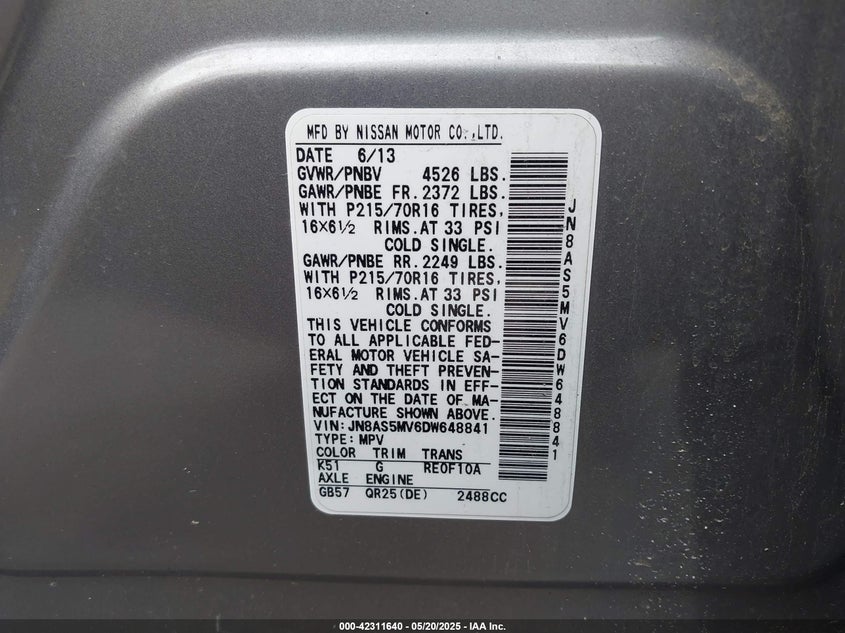 MFD BY NISSAN MOTOR CO.,LTD.
DATE 6/13
GVWR/PNBV 4526 LBS.
GAWR/PNBE FR. 2372 LBS.
WITH P215/70R16 TIRES,
16X6½ RIMS.AT 33 PSI
COLD SINGLE.
GAWR/PNBE RR. 2249 LBS.
WITH P215/70R16 TIRES,
16X6½ RIMS.AT 33 PSI
COLD SINGLE.
THIS VEHICLE CONFORMS
TO ALL APPLICABLE FED-
ERAL MOTOR VEHICLE SA-
FETY AND THEFT PREVEN-
TION STANDARDS IN EFF-
ECT ON THE DATE OF MA-
NUFACTURE SHOWN ABOVE.
VIN: JN8AS5MV6DW648841
TYPE: MPV
COLOR TRIM TRANS
K51 G RE0F10A
AXLE ENGINE
GB57 QR25(DE) 2488CC
JN8AS5MV6DW648841
000-42311640 - 05/20/2025 - IAA Inc.